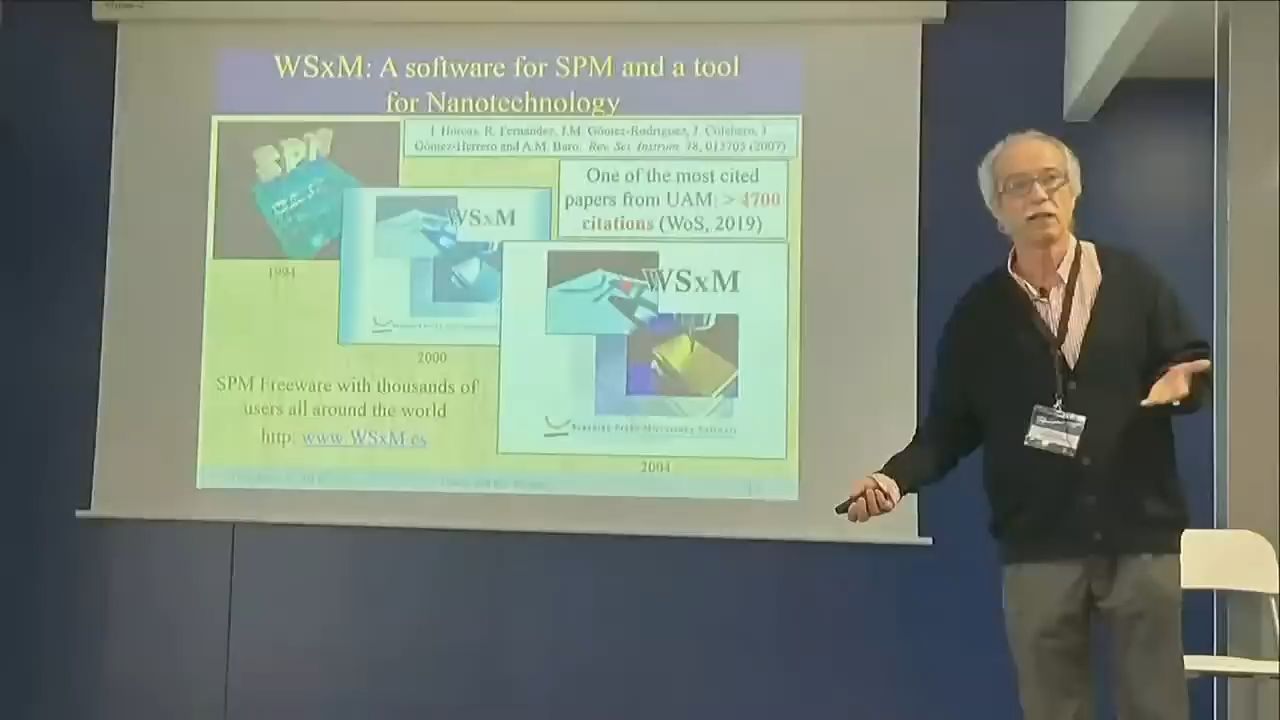 WSxM: A software for SPM and a tool
for Nanotechnology
I. Horcas, R. Fernandez, J.M. Gómez-Rodriguez, J. Colchero, J.
Gómez-Herrero and A.M. Baro. Rev. Sci. Instrum. 78, 013705 (2007)
One of the most cited
papers from UAM: > 4700
citations (WoS, 2019)
SPM
1994
WSxM
2000
WSxM
2004
SPM Freeware with thousands of
users all around the world
http: www.WSxM.es